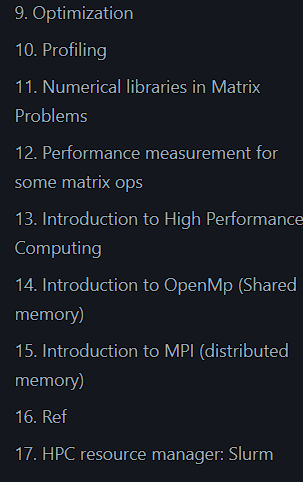 9. Optimization
10. Profiling
11. Numerical libraries in Matrix
Problems
12. Performance measurement for
some matrix ops
13. Introduction to High Performance
Computing
14. Introduction to OpenMp (Shared
memory)
15. Introduction to MPI (distributed
memory)
16. Ref
17. HPC resource manager: Slurm